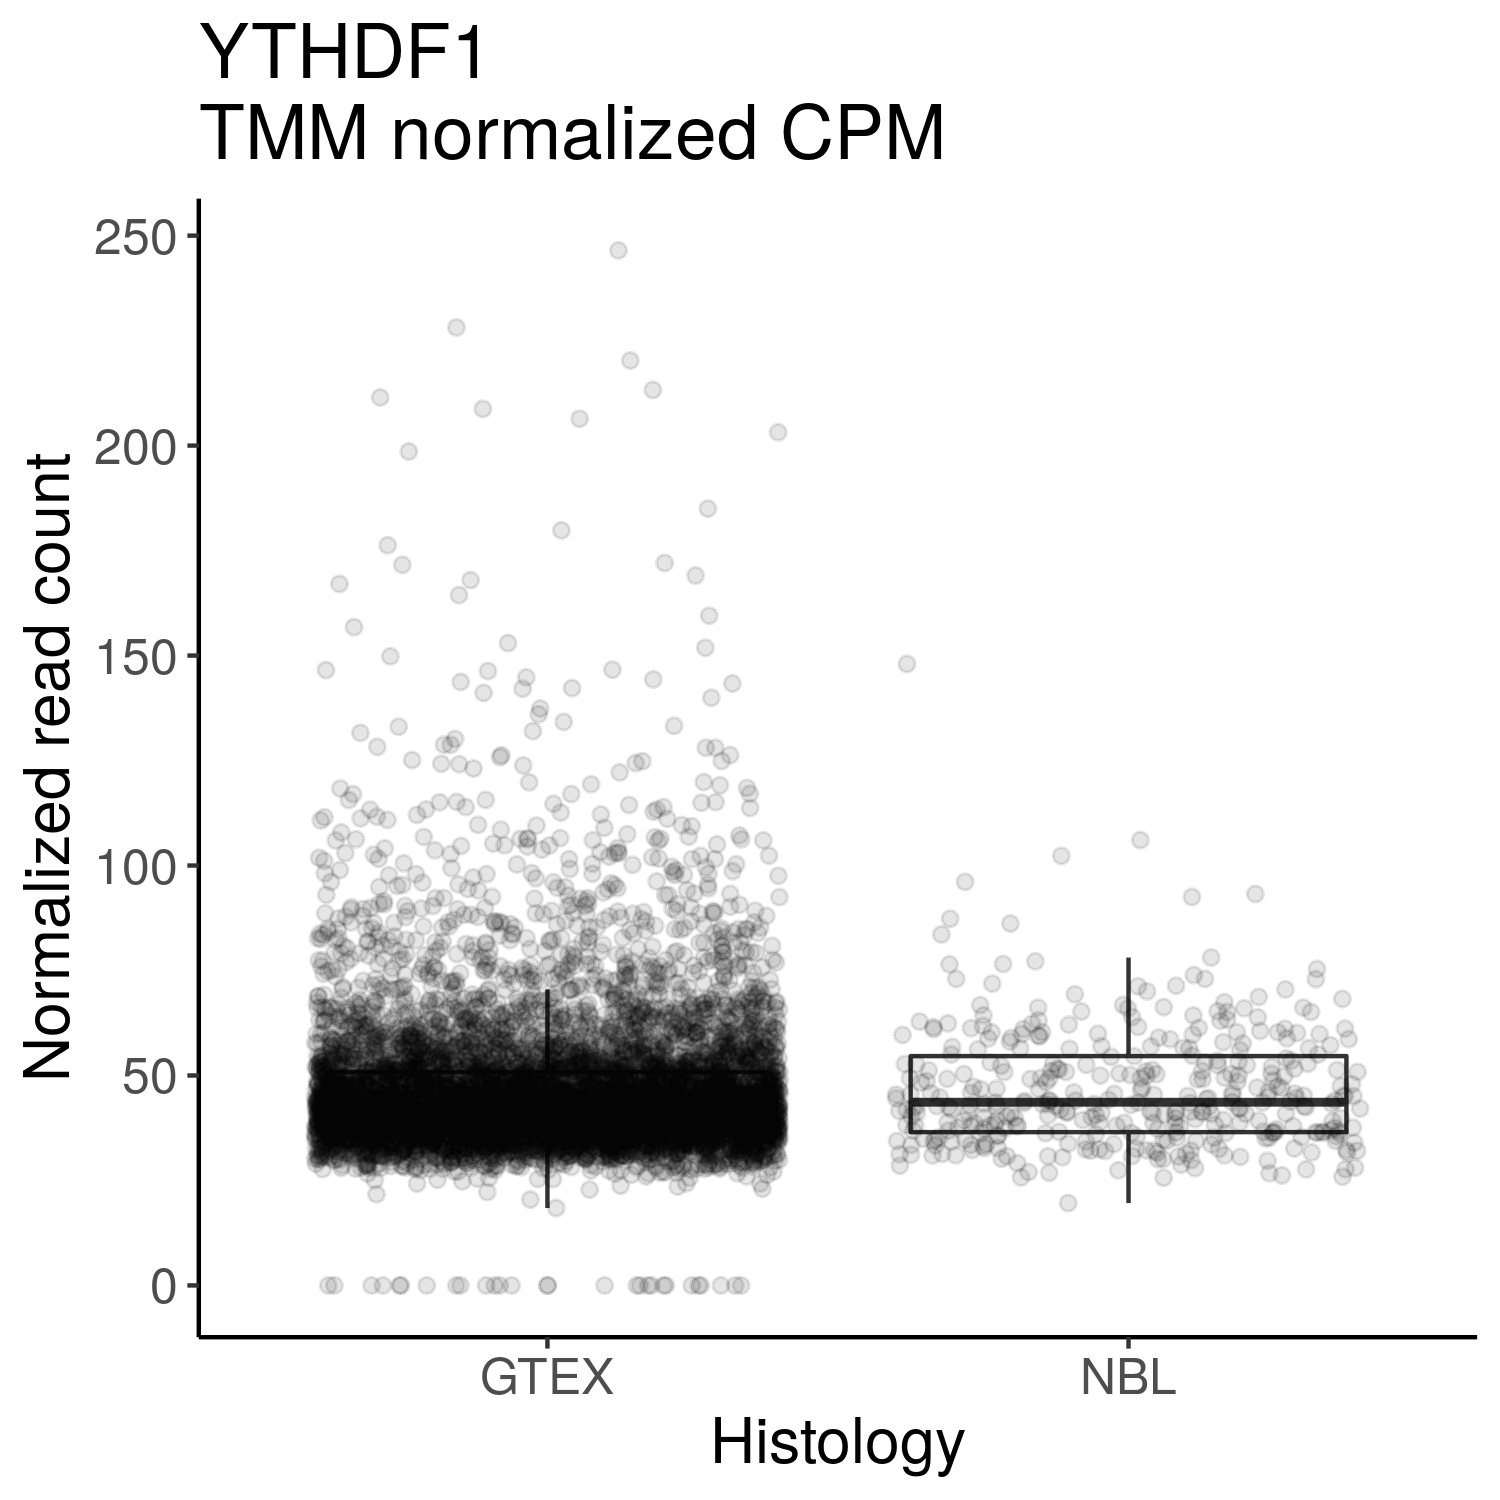 YTHDF1
TMM normalized CPM
Normalized read count
250
200
150
100
50
0
GTEX
NBL
Histology